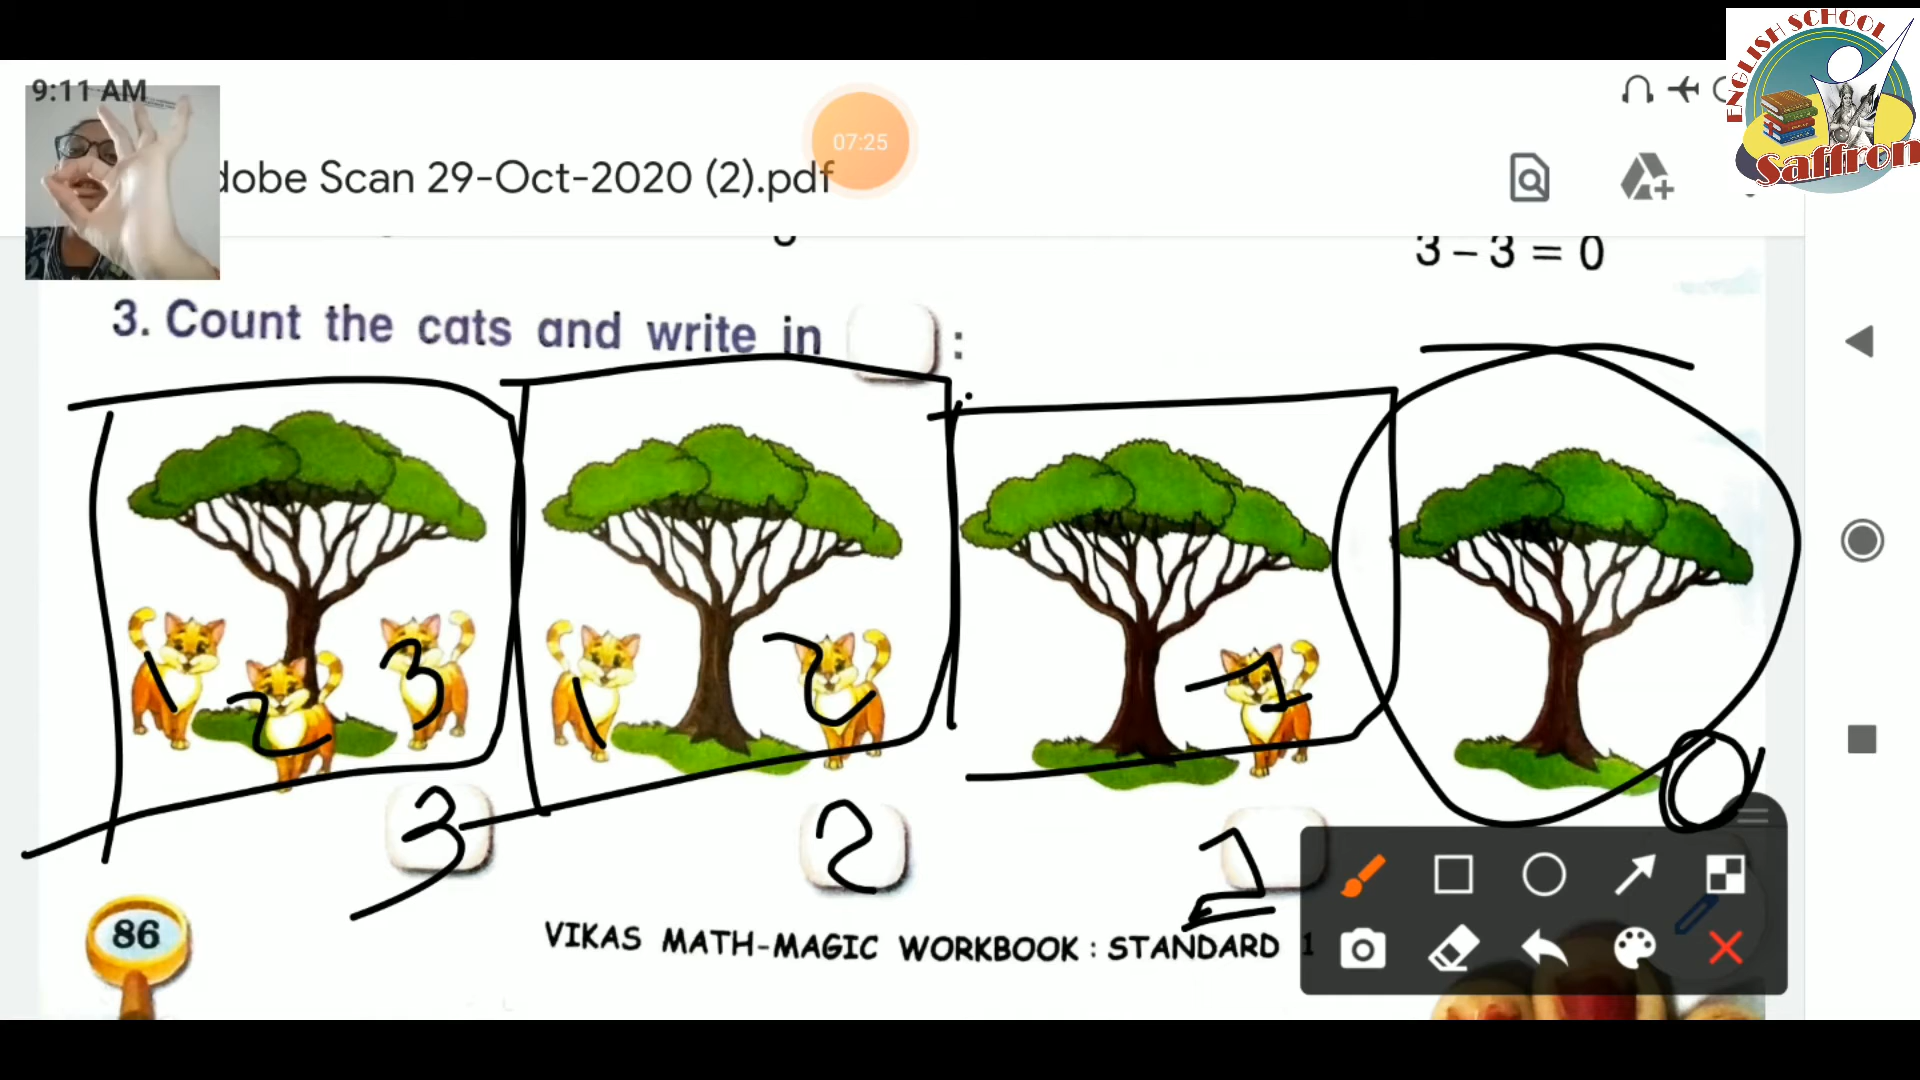 ENGLISH SCHOOL
Saffron
9:11 AM
07:25
dobe Scan 29-Oct-2020 (2).pdf
3 – 3 = 0
3. Count the cats and write in :
1 2 3 1 2 1
3 2 1 0
86
VIKAS MATH-MAGIC WORKBOOK : STANDARD 1